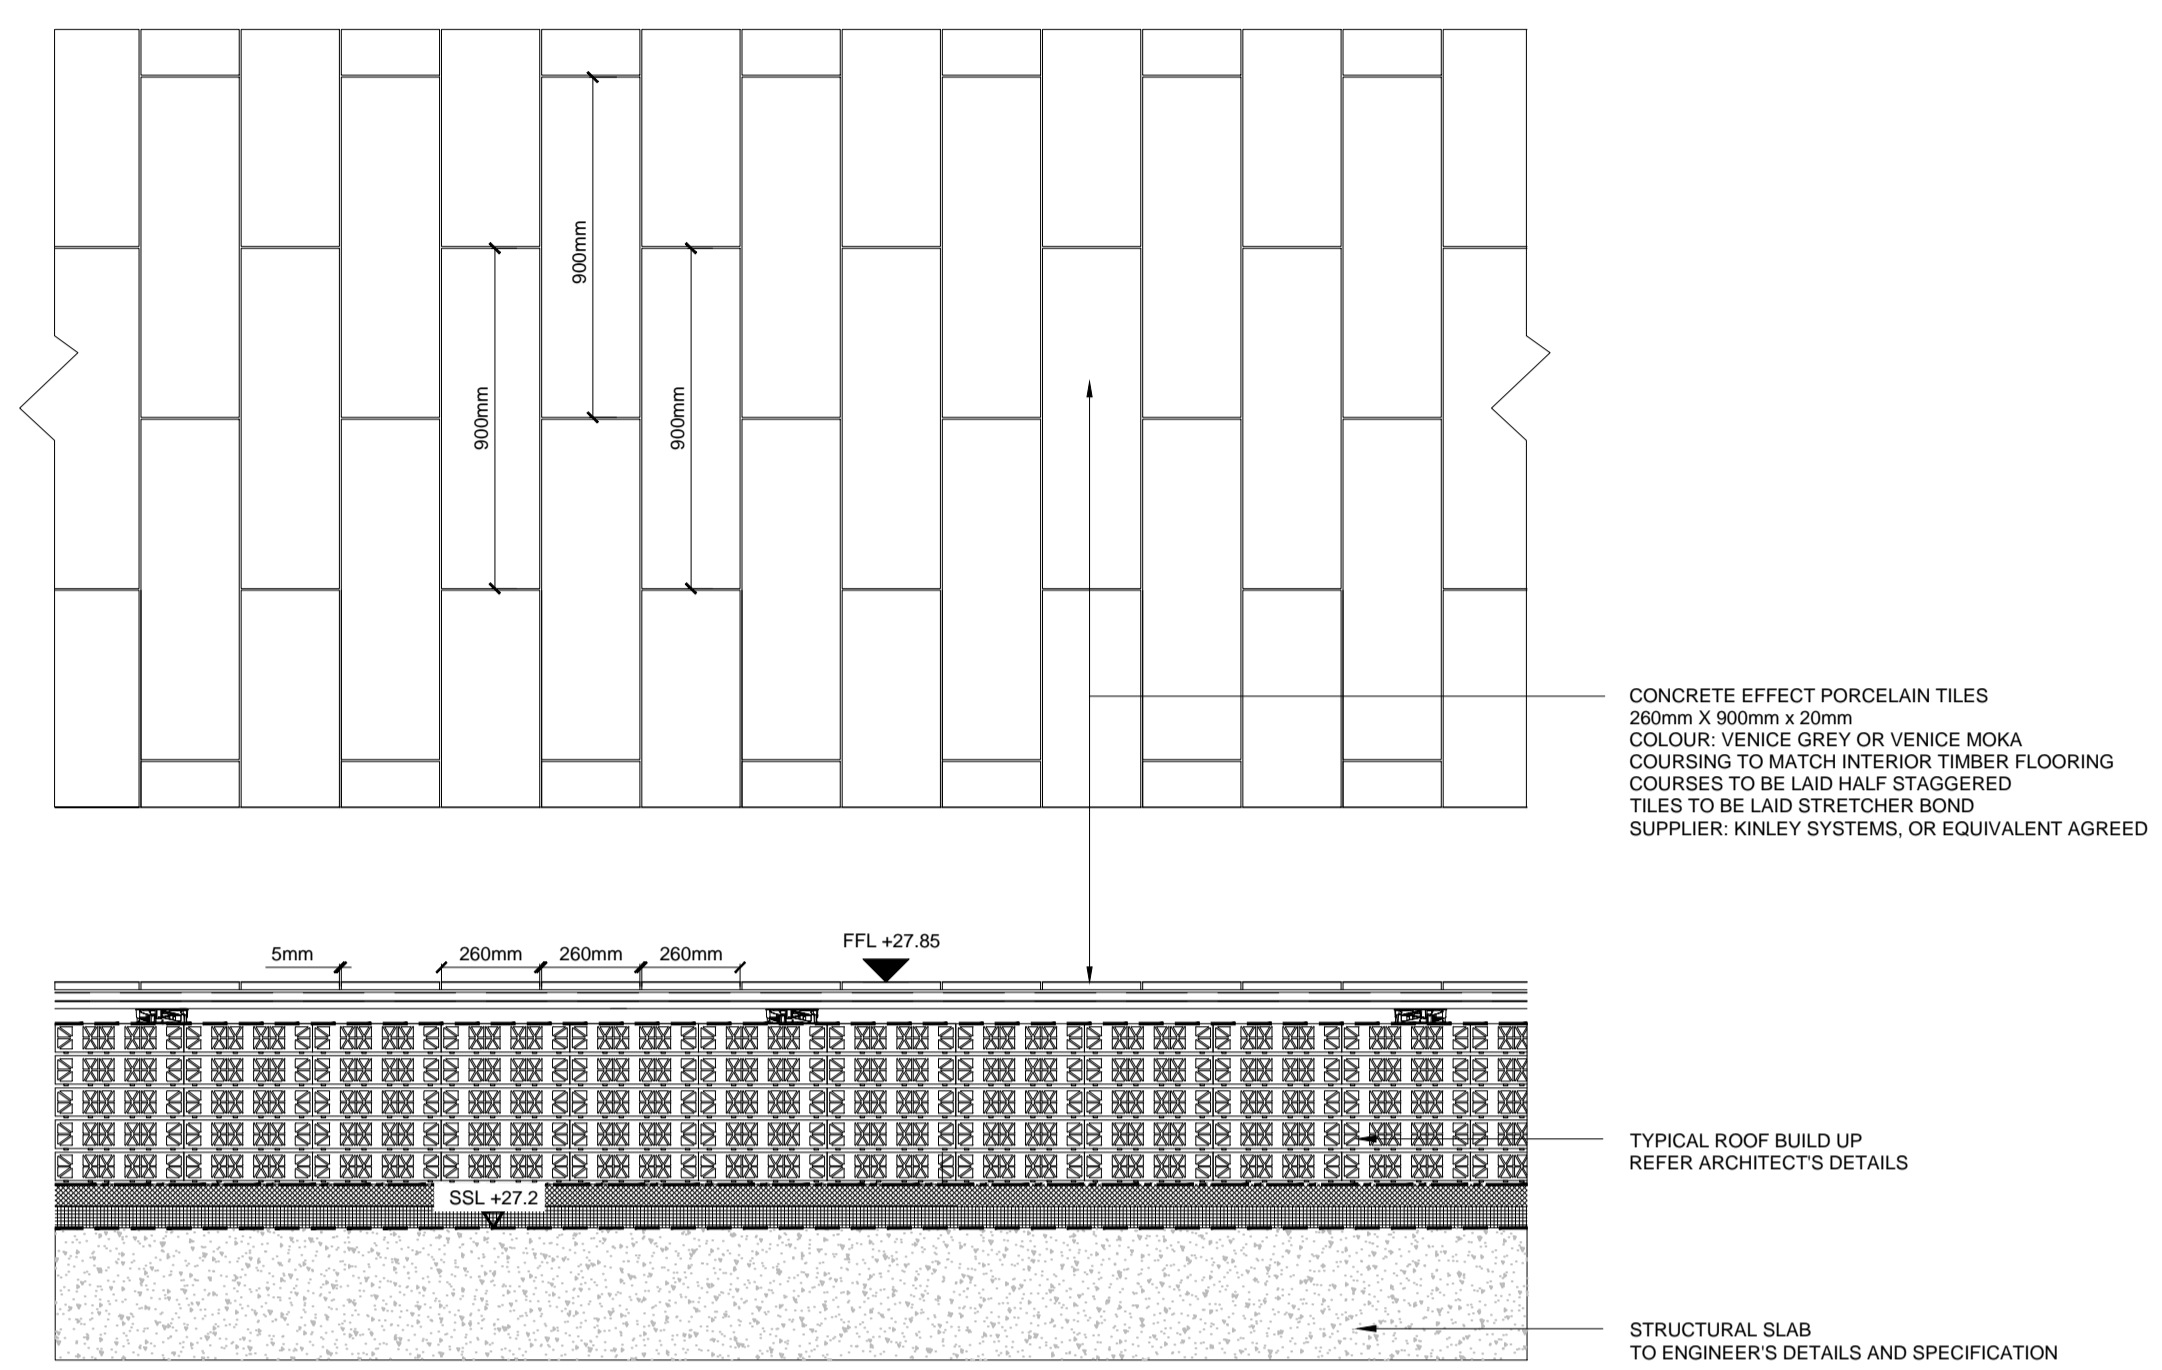 900mm
900mm
900mm
CONCRETE EFFECT PORCELAIN TILES
260mm X 900mm x 20mm
COLOUR: VENICE GREY OR VENICE MOKA
COURSING TO MATCH INTERIOR TIMBER FLOORING
COURSES TO BE LAID HALF STAGGERED
TILES TO BE LAID STRETCHER BOND
SUPPLIER: KINLEY SYSTEMS, OR EQUIVALENT AGREED
5mm
260mm
260mm
260mm
FFL +27.85
TYPICAL ROOF BUILD UP
REFER ARCHITECT'S DETAILS
SSL +27.2
STRUCTURAL SLAB
TO ENGINEER'S DETAILS AND SPECIFICATION